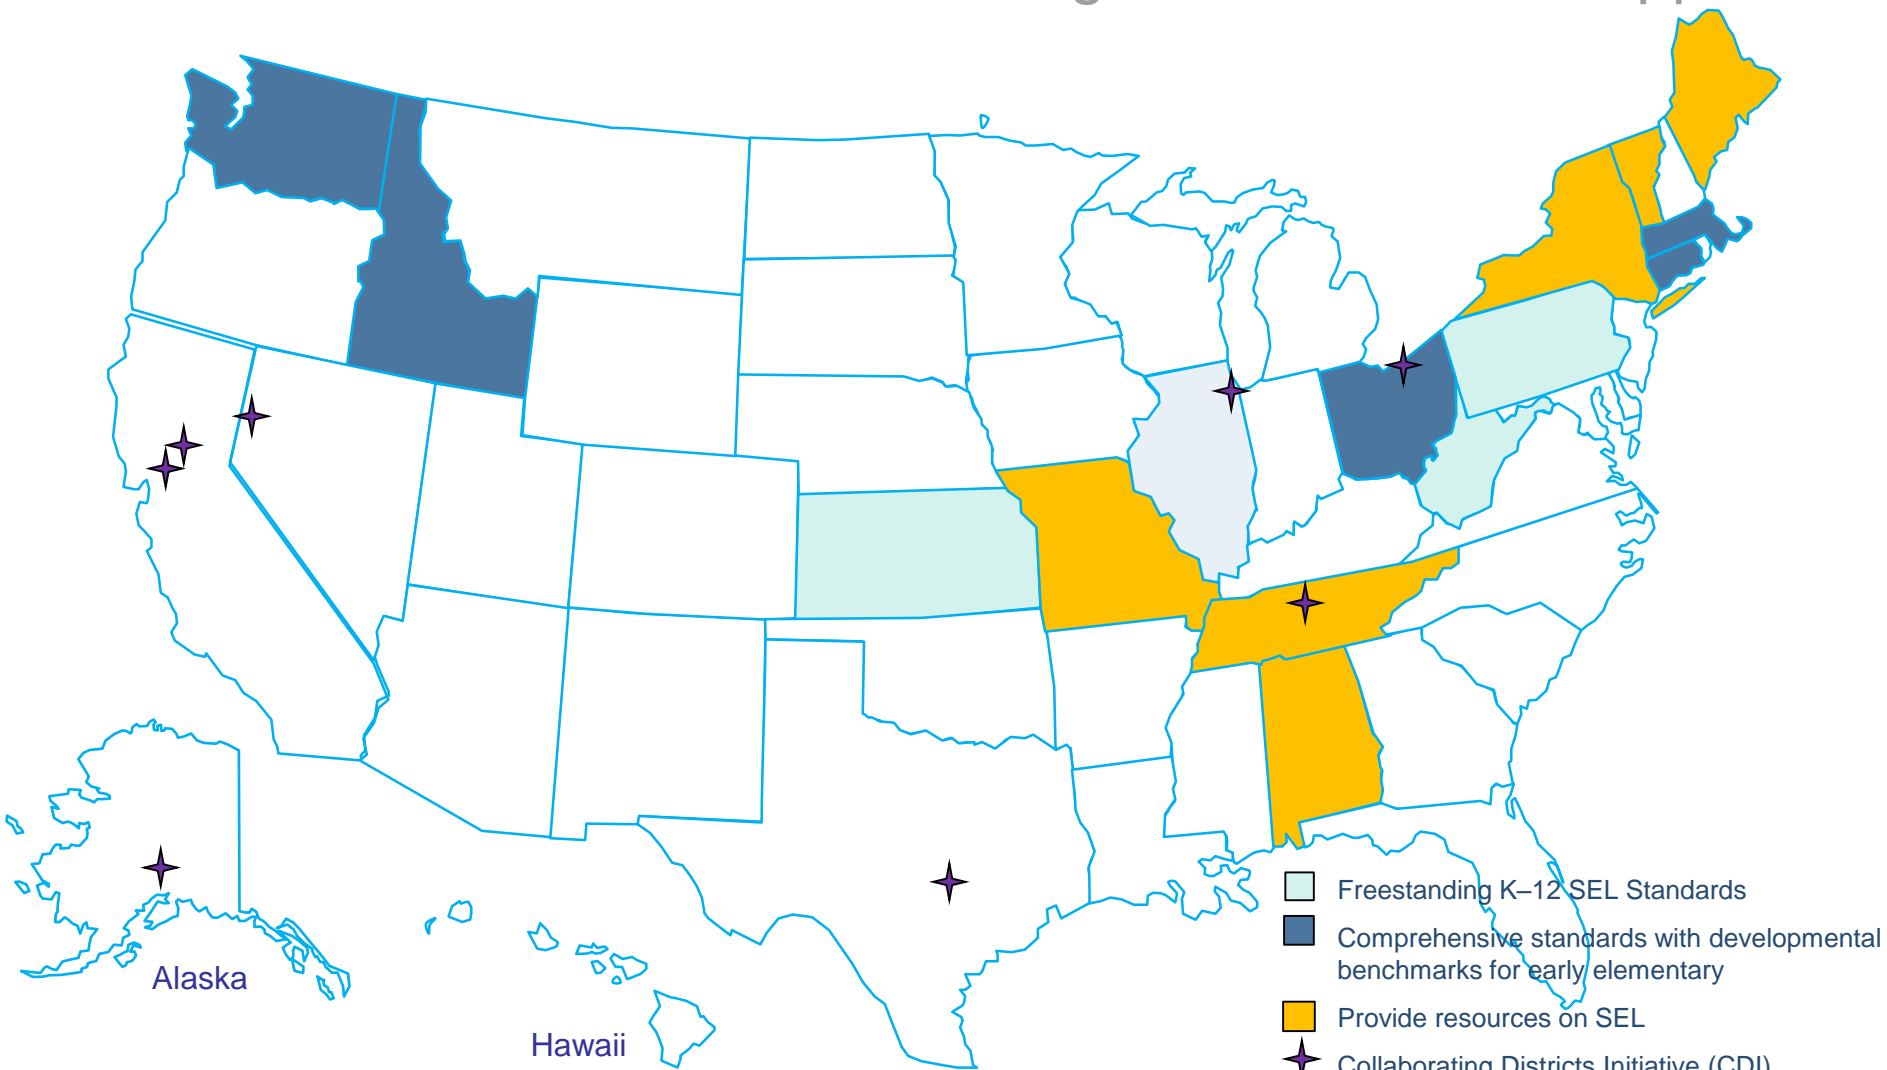 Alaska
Hawaii
Freestanding K–12 SEL Standards
Comprehensive standards with developmental
benchmarks for early elementary
Provide resources on SEL
Collaborating Districts Initiative (CDI)